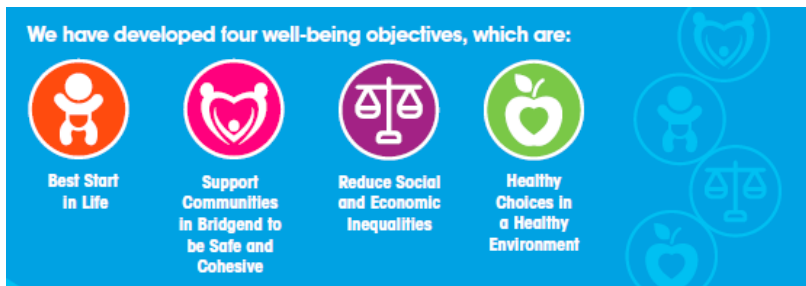 We have developed four well-being objectives, which are:
Best Start
in Life
Support
Communities
in Bridgend to
be Safe and
Cohesive
Reduce Social
and Economic
Inequalities
Healthy
Choices in
a Healthy
Environment